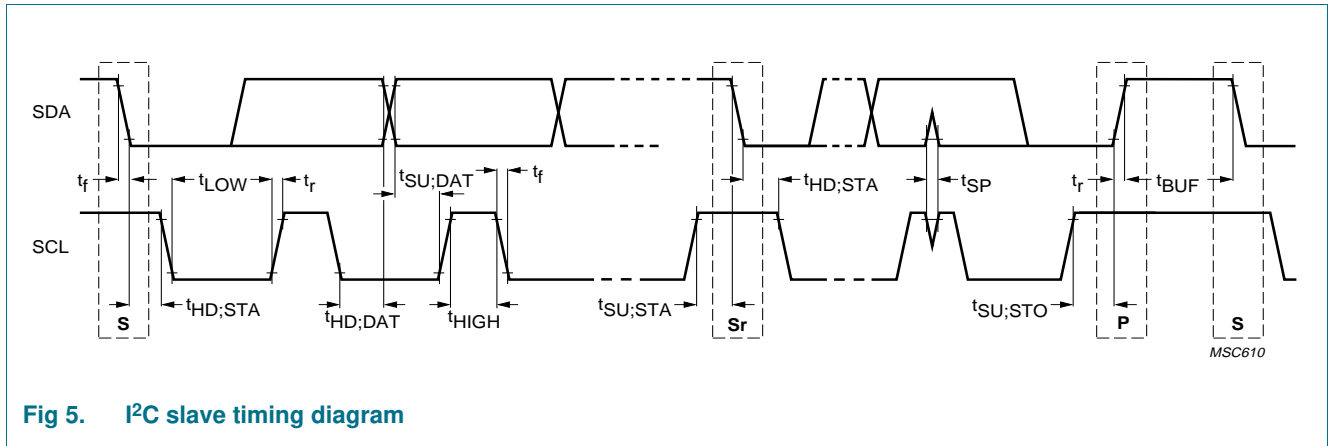 SDA
tf
tLOW
tr
tSU;DAT
tf
tHD;STA
tSP
tr
tBUF
SCL
S
tHD;STA
tHD;DAT
tHIGH
tSU;STA
Sr
tSU;STO
P
S
MSC610
Fig 5. I2C slave timing diagram